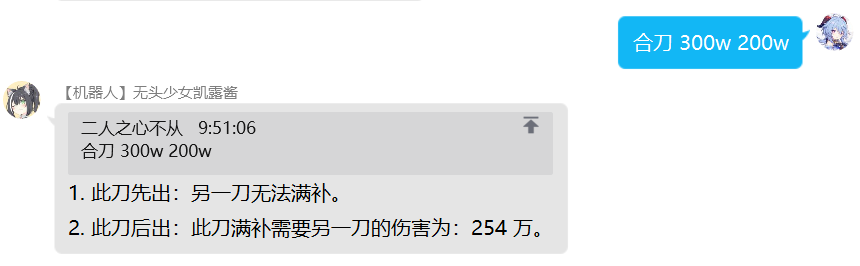 合刀 300w 200w
【机器人】无头少女凯露酱
二人之心不从 9:51:06
合刀 300w 200w
1. 此刀先出：另一刀无法满补。
2. 此刀后出：此刀满补需要另一刀的伤害为：254 万。